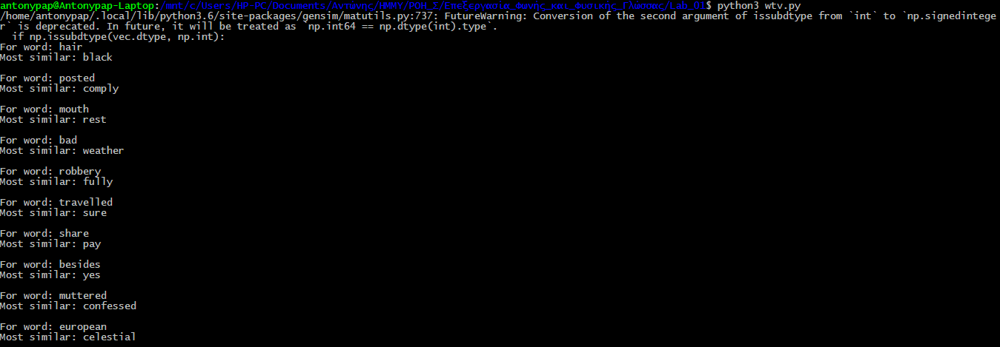 antonypap@Antonypap-Laptop:/mnt/c/Users/HP-PC/Documents/Αντώνης/ΗΜΜΥ/ΡΟΗ_Σ/Επεξεργασία_Φωνής_και_Φυσικής_Γλώσσας/Lab_01$ python3 wtv.py
/home/antonypap/.local/lib/python3.6/site-packages/gensim/matutils.py:737: FutureWarning: Conversion of the second argument of issubdtype from `int` to `np.signedintege
r` is deprecated. In future, it will be treated as `np.int64 == np.dtype(int).type`.
  if np.issubdtype(vec.dtype, np.int):
For word: hair
Most similar: black

For word: posted
Most similar: comply

For word: mouth
Most similar: rest

For word: bad
Most similar: weather

For word: robbery
Most similar: fully

For word: travelled
Most similar: sure

For word: share
Most similar: pay

For word: besides
Most similar: yes

For word: muttered
Most similar: confessed

For word: european
Most similar: celestial